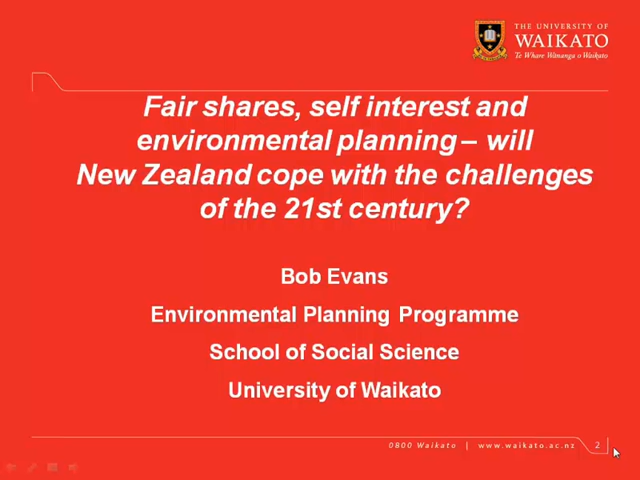 THE UNIVERSITY OF
WAIKATO
Te Whare Wānanga o Waikato
Fair shares, self interest and
environmental planning – will
New Zealand cope with the challenges
of the 21st century?
Bob Evans
Environmental Planning Programme
School of Social Science
University of Waikato
0800 Waikato | www.waikato.ac.nz 2